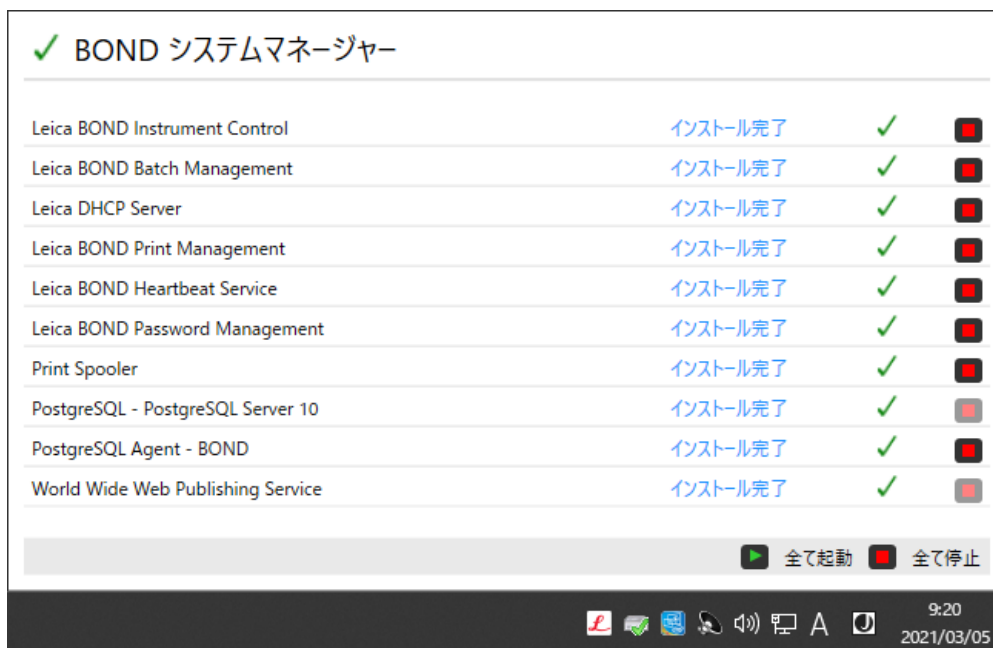 BOND システムマネージャー
Leica BOND Instrument Control インストール完了
Leica BOND Batch Management インストール完了
Leica DHCP Server インストール完了
Leica BOND Print Management インストール完了
Leica BOND Heartbeat Service インストール完了
Leica BOND Password Management インストール完了
Print Spooler インストール完了
PostgreSQL - PostgreSQL Server 10 インストール完了
PostgreSQL Agent - BOND インストール完了
World Wide Web Publishing Service インストール完了
全て起動 全て停止
L A J 9:20
2021/03/05